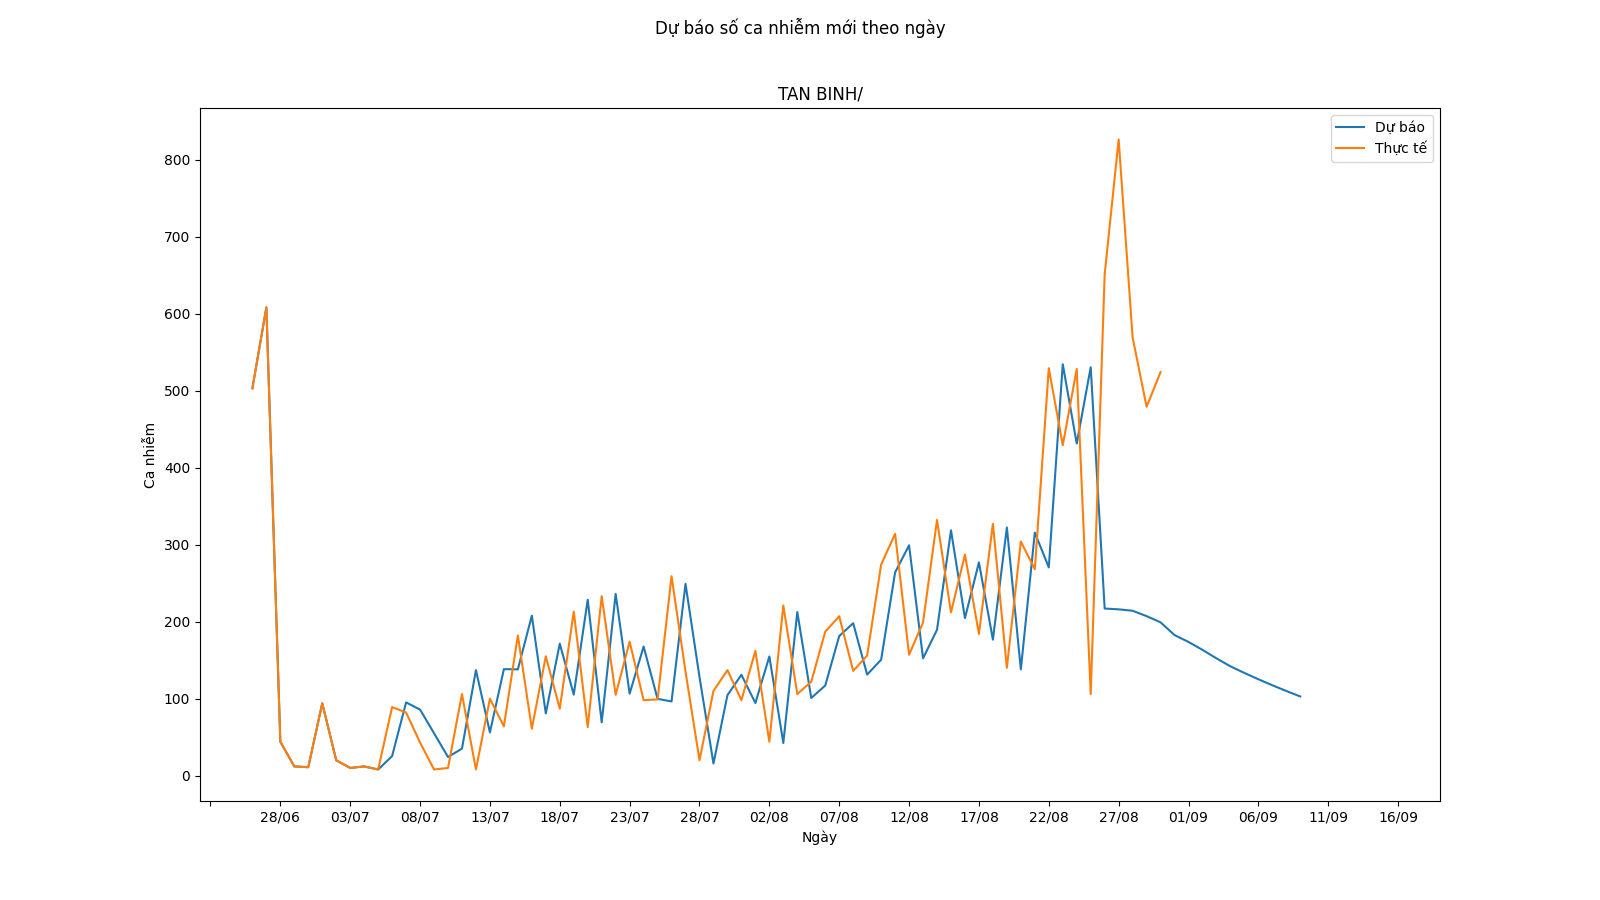 Dự báo số ca nhiễm mới theo ngày
TAN BINH/
Dự báo
Thực tế
800
700
600
500
400
300
200
100
0
Ca nhiễm
28/06 03/07 08/07 13/07 18/07 23/07 28/07 02/08 07/08 12/08 17/08 22/08 27/08 01/09 06/09 11/09 16/09
Ngày